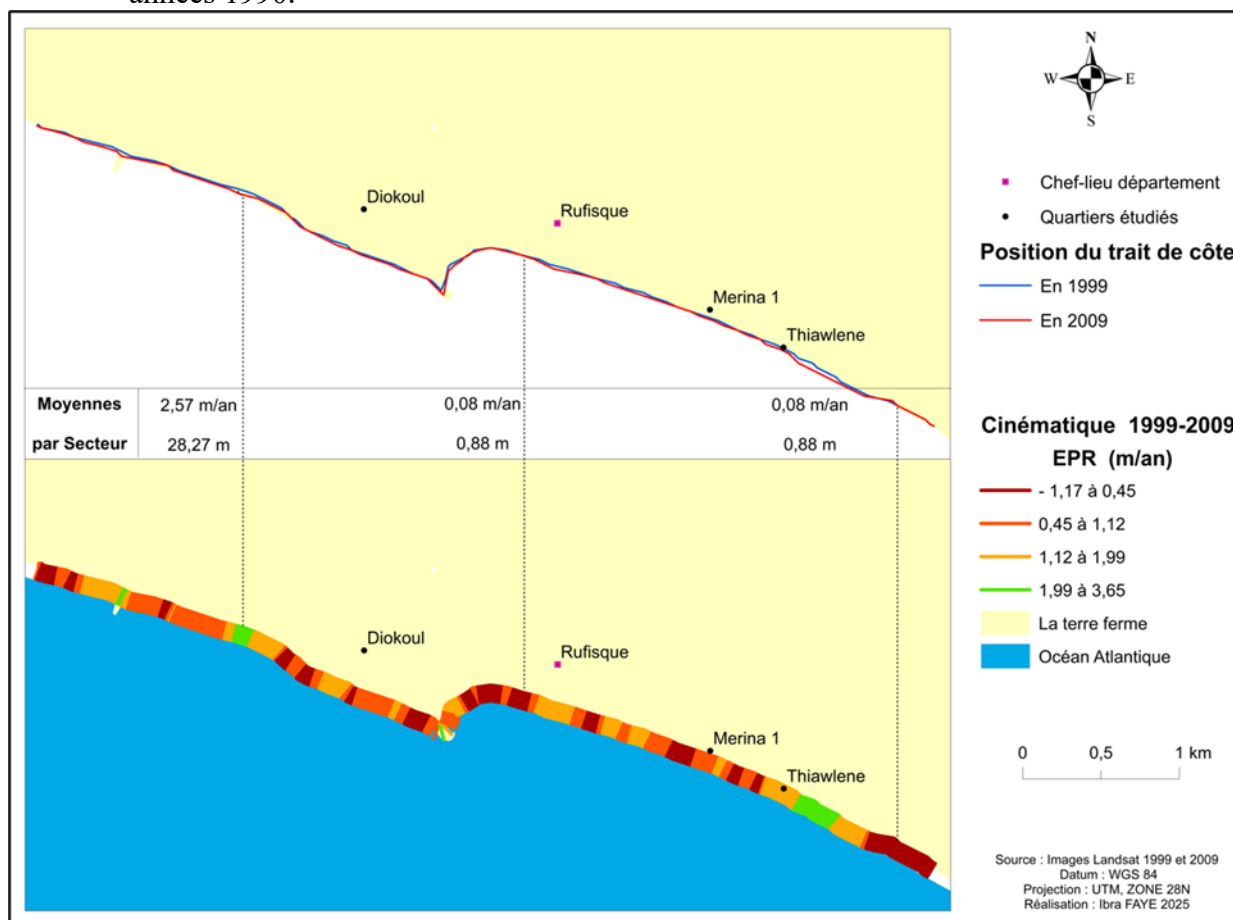 années 1990.
N
W E
S
Diokoul
Rufisque
Merina 1
Thiawlene
Moyennes 2,57 m/an 0,08 m/an 0,08 m/an
par Secteur 28,27 m 0,88 m 0,88 m
Diokoul
Rufisque
Merina 1
Thiawlene
Chef-lieu département
Quartiers étudiés
Position du trait de côte
En 1999
En 2009
Cinématique 1999-2009
EPR (m/an)
- 1,17 à 0,45
0,45 à 1,12
1,12 à 1,99
1,99 à 3,65
La terre ferme
Océan Atlantique
0 0,5 1 km
Source : Images Landsat 1999 et 2009
Datum : WGS 84
Projection : UTM, ZONE 28N
Réalisation : Ibra FAYE 2025